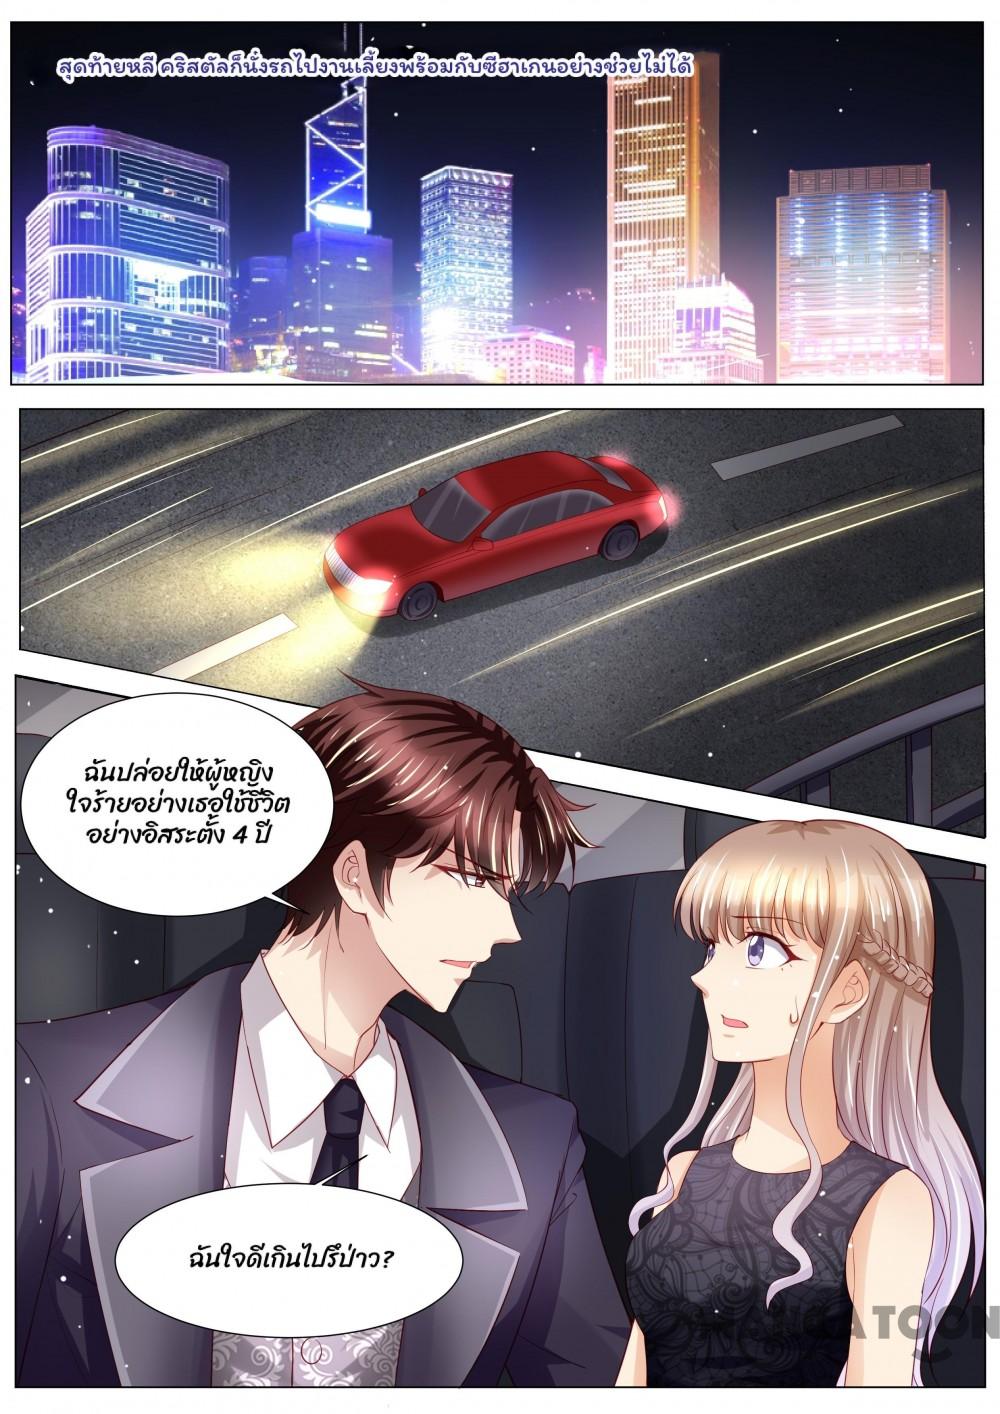 สุดท้ายหลี คริสตัลก็นั่งรถไปงานเลี้ยงพร้อมกับซีฮาเกนอย่างช่วยไม่ได้
ฉันปล่อยให้ผู้หญิง
ใจร้ายอย่างเธอใช้ชีวิต
อย่างอิสระตั้ง 4 ปี
ฉันใจดีเกินไปรึป่าว?